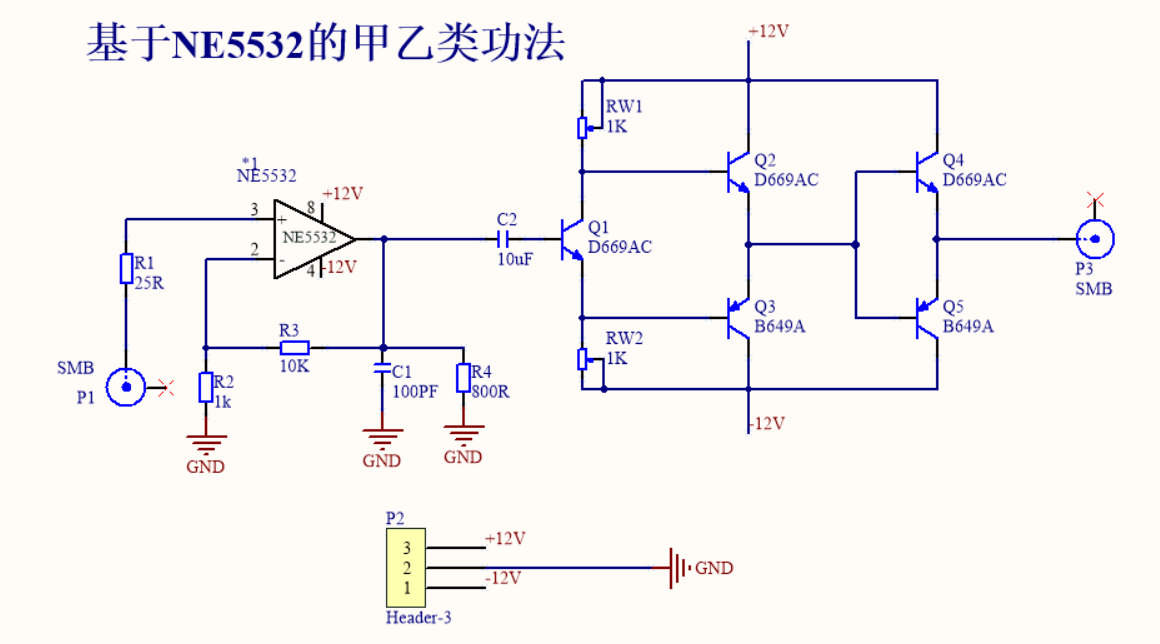 基于NE5532的甲乙类功法
+12V
RW1
1K
*1
NE5532
+12V
3
8
+
NE5532
2
-
4
-12V
R1
25R
C2
10uF
Q1
D669AC
Q2
D669AC
Q4
D669AC
P3
SMB
Q3
B649A
Q5
B649A
RW2
1K
R3
10K
SMB
P1
R2
1k
C1
100PF
R4
800R
GND
GND
GND
-12V
P2
3
+12V
2
GND
1
-12V
Header-3